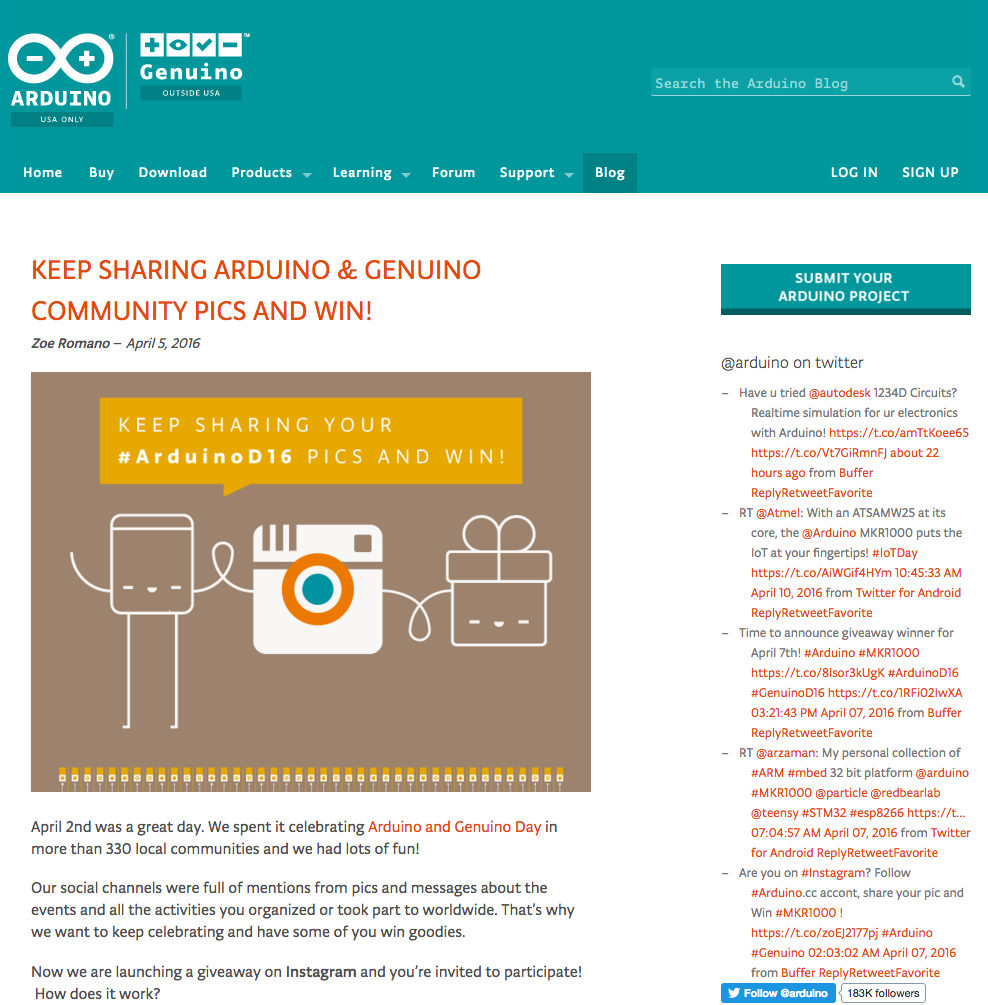 ARDUINO
USA ONLY
Genuino
OUTSIDE USA
Search the Arduino Blog
Home Buy Download Products Learning Forum Support Blog LOG IN SIGN UP
KEEP SHARING ARDUINO & GENUINO
COMMUNITY PICS AND WIN!
Zoe Romano – April 5, 2016
KEEP SHARING YOUR
#ArduinoD16 PICS AND WIN!
April 2nd was a great day. We spent it celebrating Arduino and Genuino Day in
more than 330 local communities and we had lots of fun!
Our social channels were full of mentions from pics and messages about the
events and all the activities you organized or took part to worldwide. That's why
we want to keep celebrating and have some of you win goodies.
Now we are launching a giveaway on Instagram and you're invited to participate!
How does it work?
SUBMIT YOUR
ARDUINO PROJECT
@arduino on twitter
– Have u tried @autodesk 1234D Circuits?
Realtime simulation for ur electronics
with Arduino! https://t.co/amTtKoee65
https://t.co/Vt7GiRmnFJ about 22
hours ago from Buffer
ReplyRetweetFavorite
– RT @Atmel: With an ATSAMW25 at its
core, the @Arduino MKR1000 puts the
IoT at your fingertips! #IoTDay
https://t.co/AiWGif4HYm 10:45:33 AM
April 10, 2016 from Twitter for Android
ReplyRetweetFavorite
– Time to announce giveaway winner for
April 7th! #Arduino #MKR1000
https://t.co/8Isor3kUgK #ArduinoD16
#GenuinoD16 https://t.co/1RFi02IwXA
03:21:43 PM April 07, 2016 from Buffer
ReplyRetweetFavorite
– RT @arzaman: My personal collection of
#ARM #mbed 32 bit platform @arduino
#MKR1000 @particle @redbearlab
@teensy #STM32 #esp8266 https://t…
07:04:57 AM April 07, 2016 from Twitter
for Android ReplyRetweetFavorite
– Are you on #Instagram? Follow
#Arduino.cc accont, share your pic and
Win #MKR1000 !
https://t.co/zoEJ2177pj #Arduino
#Genuino 02:03:02 AM April 07, 2016
from Buffer ReplyRetweetFavorite
Follow @arduino 183K followers